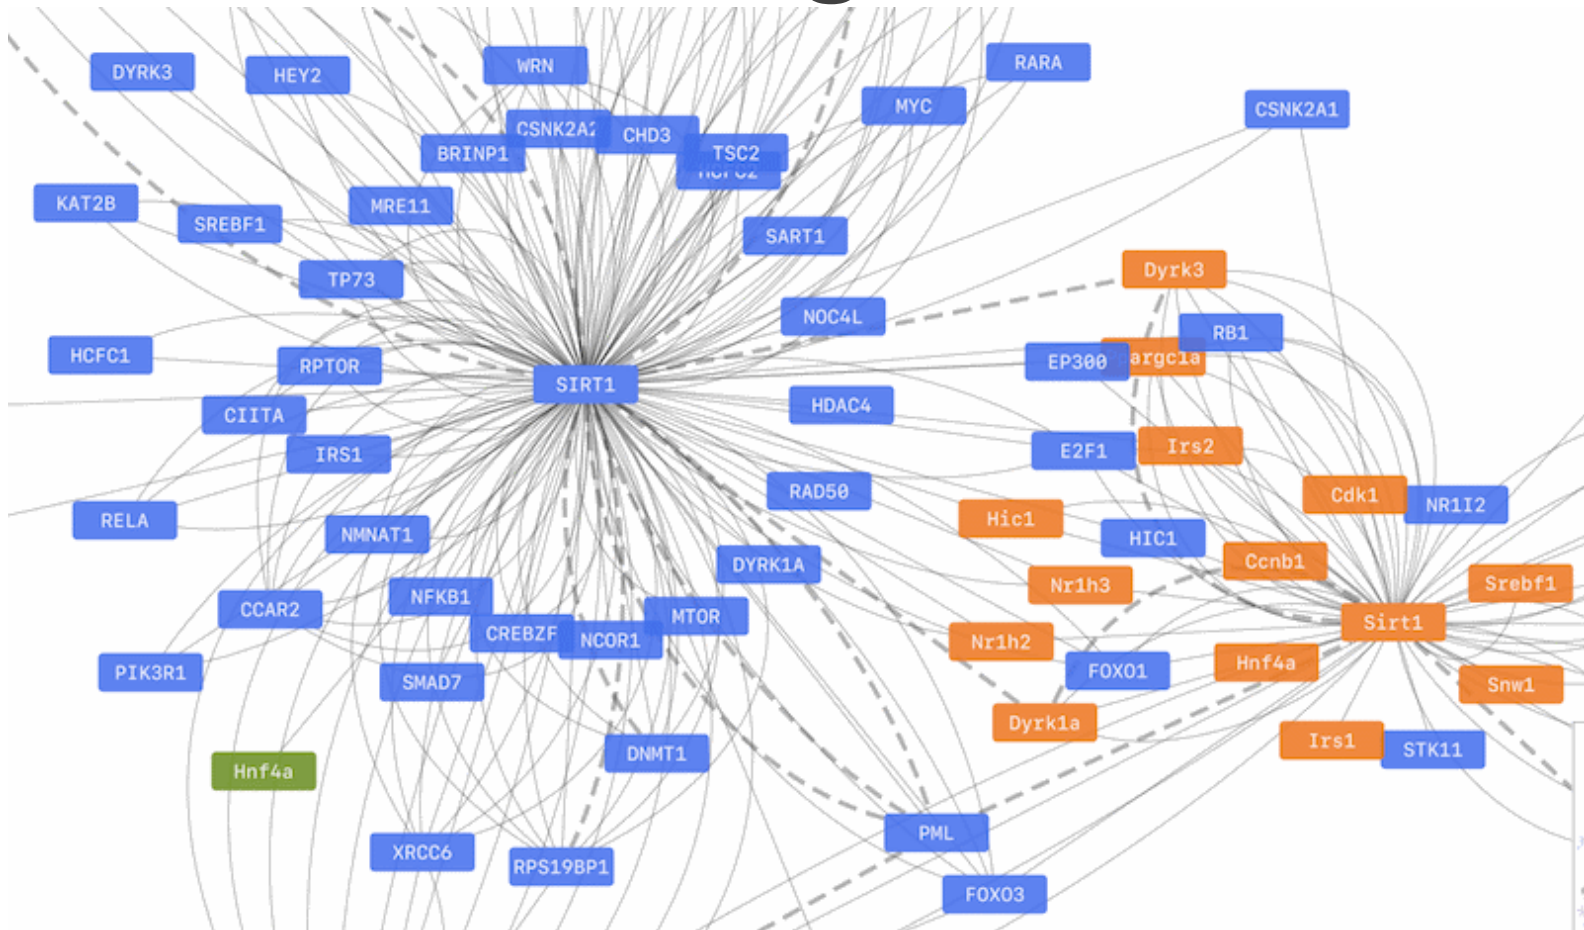 RARA
DYRK3
HEY2
WRN
MYC
CSNK2A1
CSNK2A2
CHD3
BRINP1
TSC2
KAT2B
SREBF1
MRE11
SART1
Dyrk3
TP73
NOC4L
RB1
HCFC1
RPTOR
EP300
argc1a
SIRT1
HDAC4
CIITA
IRS1
E2F1
Irs2
RAD50
Cdk1
NR1I2
RELA
Hic1
NMNAT1
HIC1
DYRK1A
Ccnb1
Nr1h3
Srebf1
CCAR2
NFKB1
MTOR
Sirt1
CREBZF
NCOR1
Nr1h2
PIK3R1
SMAD7
FOXO1
Hnf4a
Snw1
Dyrk1a
DNMT1
Irs1
STK11
Hnf4a
PML
XRCC6
RPS19BP1
FOXO3